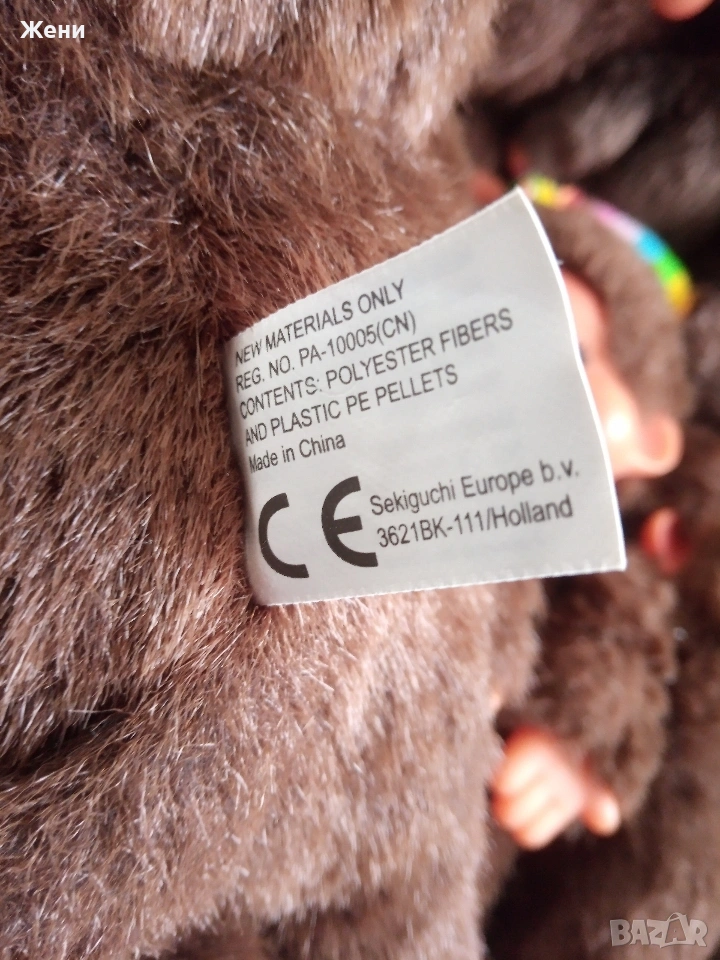 Жени
NEW MATERIALS ONLY
REG. NO. PA-10005(CN)
CONTENTS: POLYESTER FIBERS
AND PLASTIC PE PELLETS
Made in China
CE
Sekiguchi Europe b.v.
3621BK-111/Holland
BAZAR